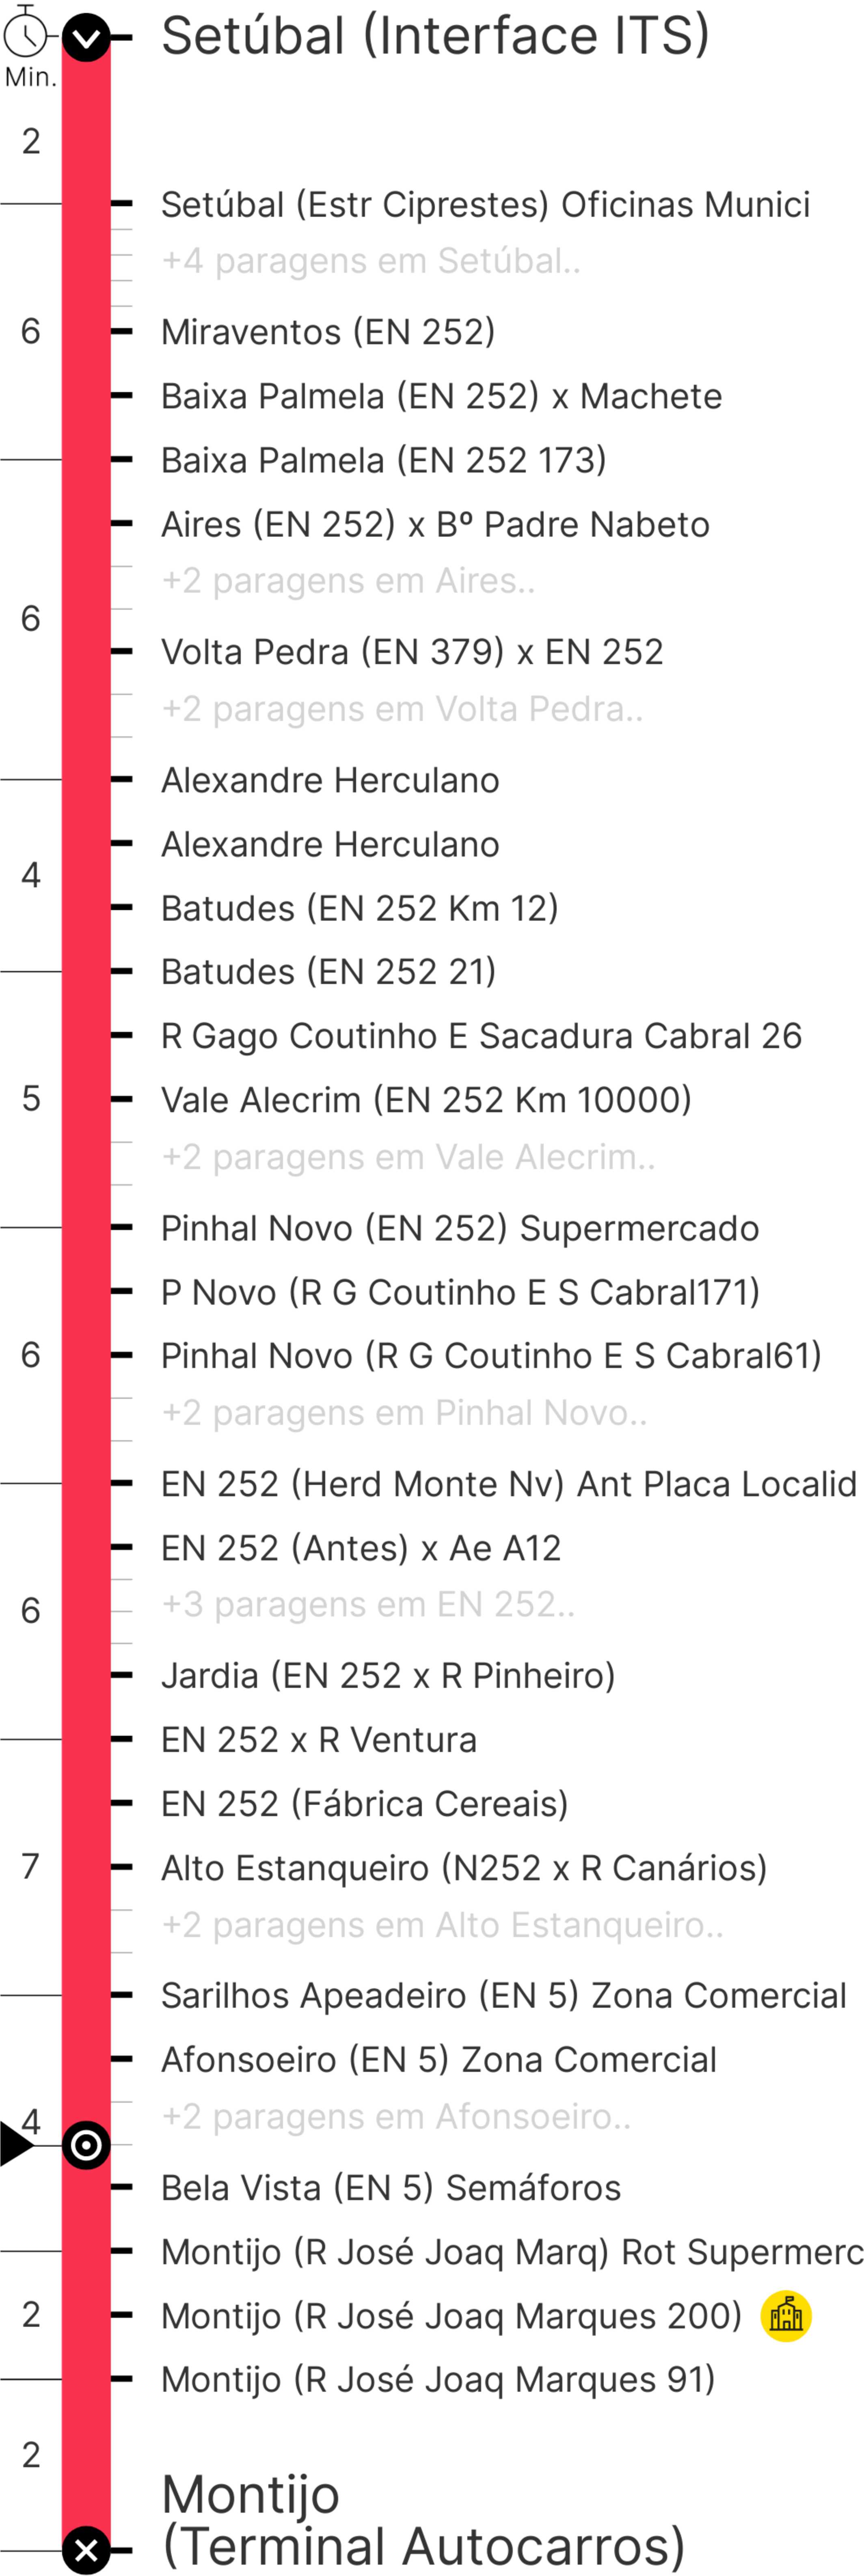 Setúbal (Interface ITS)
Min.
2
Setúbal (Estr Ciprestes) Oficinas Munici
+4 paragens em Setúbal..
6
Miraventos (EN 252)
Baixa Palmela (EN 252) x Machete
Baixa Palmela (EN 252 173)
Aires (EN 252) x Bº Padre Nabeto
+2 paragens em Aires..
6
Volta Pedra (EN 379) x EN 252
+2 paragens em Volta Pedra..
Alexandre Herculano
Alexandre Herculano
4
Batudes (EN 252 Km 12)
Batudes (EN 252 21)
R Gago Coutinho E Sacadura Cabral 26
5
Vale Alecrim (EN 252 Km 10000)
+2 paragens em Vale Alecrim..
Pinhal Novo (EN 252) Supermercado
P Novo (R G Coutinho E S Cabral171)
6
Pinhal Novo (R G Coutinho E S Cabral61)
+2 paragens em Pinhal Novo..
EN 252 (Herd Monte Nv) Ant Placa Localid
EN 252 (Antes) x Ae A12
+3 paragens em EN 252..
6
Jardia (EN 252 x R Pinheiro)
EN 252 x R Ventura
EN 252 (Fábrica Cereais)
7
Alto Estanqueiro (N252 x R Canários)
+2 paragens em Alto Estanqueiro..
Sarilhos Apeadeiro (EN 5) Zona Comercial
Afonsoeiro (EN 5) Zona Comercial
+2 paragens em Afonsoeiro..
4
Bela Vista (EN 5) Semáforos
Montijo (R José Joaq Marq) Rot Supermerc
2
Montijo (R José Joaq Marques 200)
Montijo (R José Joaq Marques 91)
2
Montijo
(Terminal Autocarros)